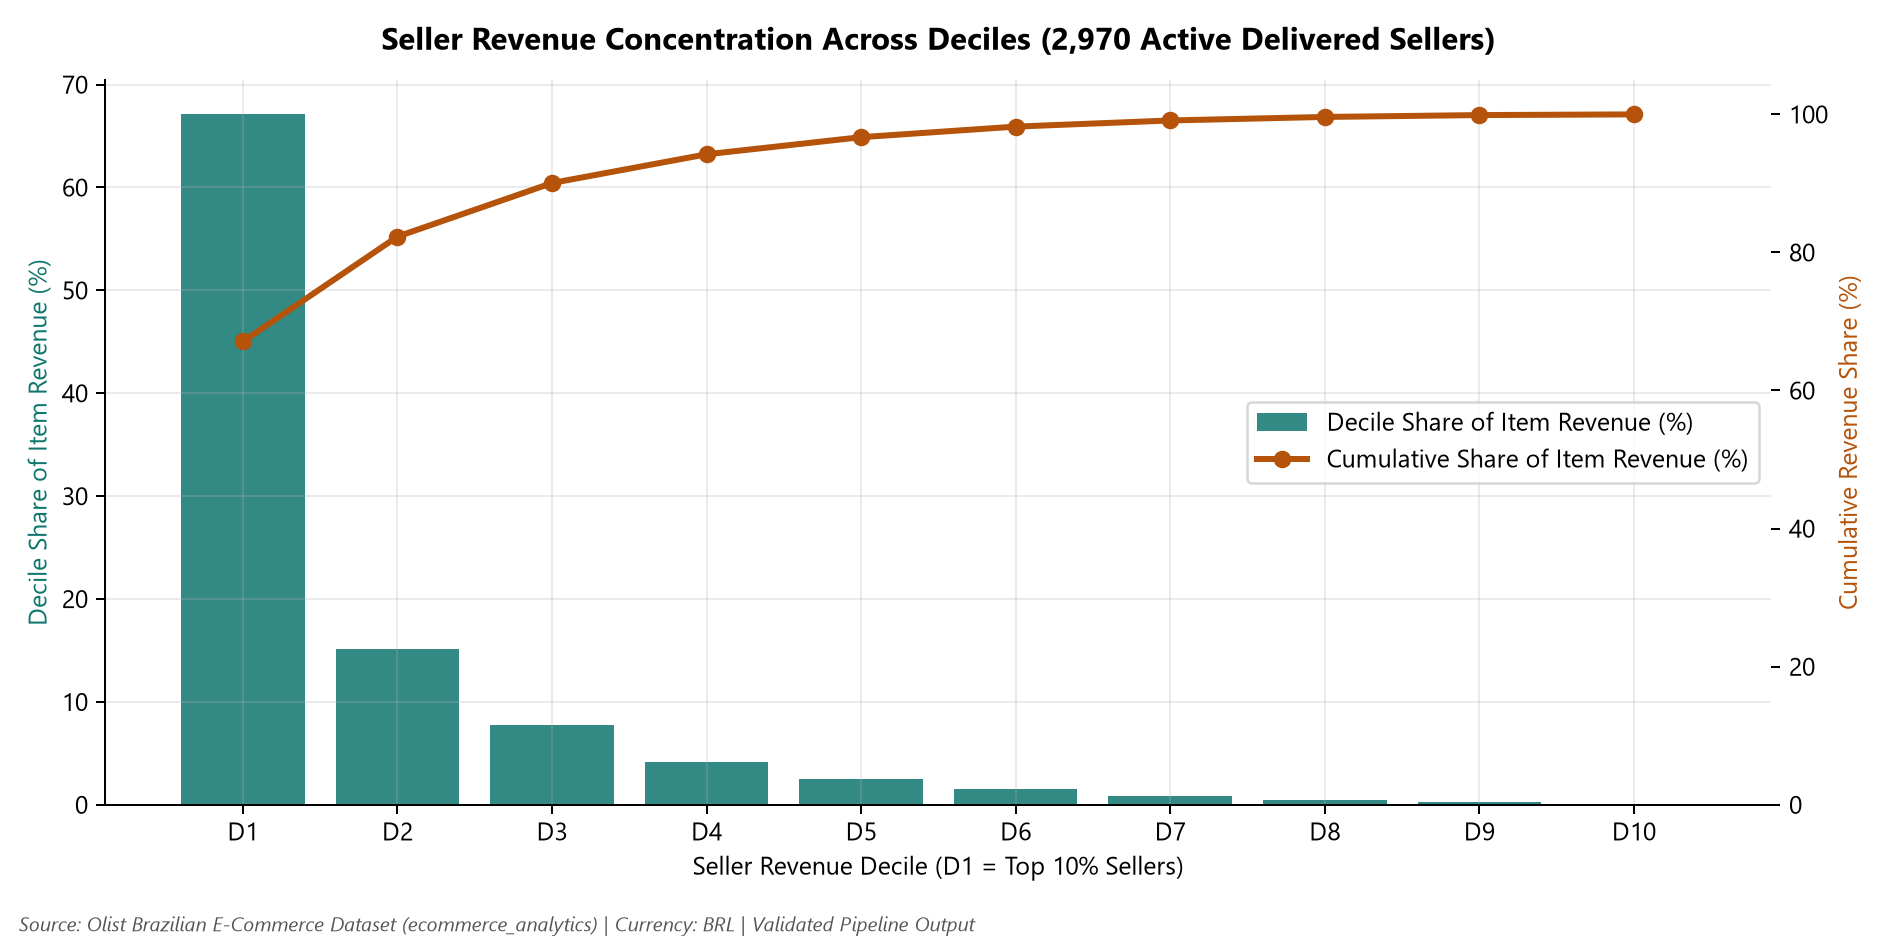 Seller Revenue Concentration Across Deciles (2,970 Active Delivered Sellers)
70
60
50
40
30
20
10
0
Decile Share of Item Revenue (%)
100
80
60
40
20
0
Cumulative Revenue Share (%)
Decile Share of Item Revenue (%)
Cumulative Share of Item Revenue (%)
D1 D2 D3 D4 D5 D6 D7 D8 D9 D10
Seller Revenue Decile (D1 = Top 10% Sellers)
Source: Olist Brazilian E-Commerce Dataset (ecommerce_analytics) | Currency: BRL | Validated Pipeline Output